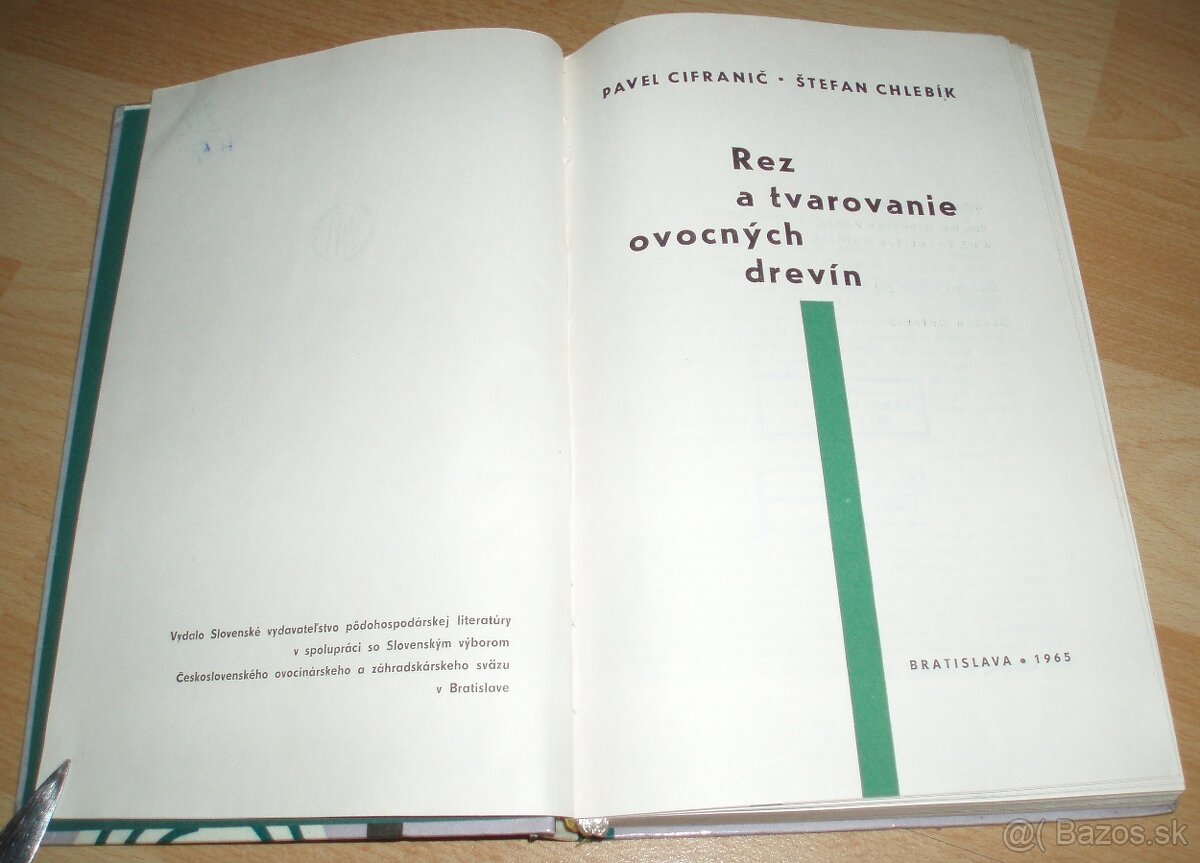 Vydalo Slovenské vydavateľstvo pôdohospodárskej literatúry
v spolupráci so Slovenským výborom
Československého ovocinárskeho a záhradkárskeho sväzu
v Bratislave
PAVEL CIFRANIČ • ŠTEFAN CHLEBÍK
Rez
a tvarovanie
ovocných
drevín
BRATISLAVA • 1965
@( Bazos.sk